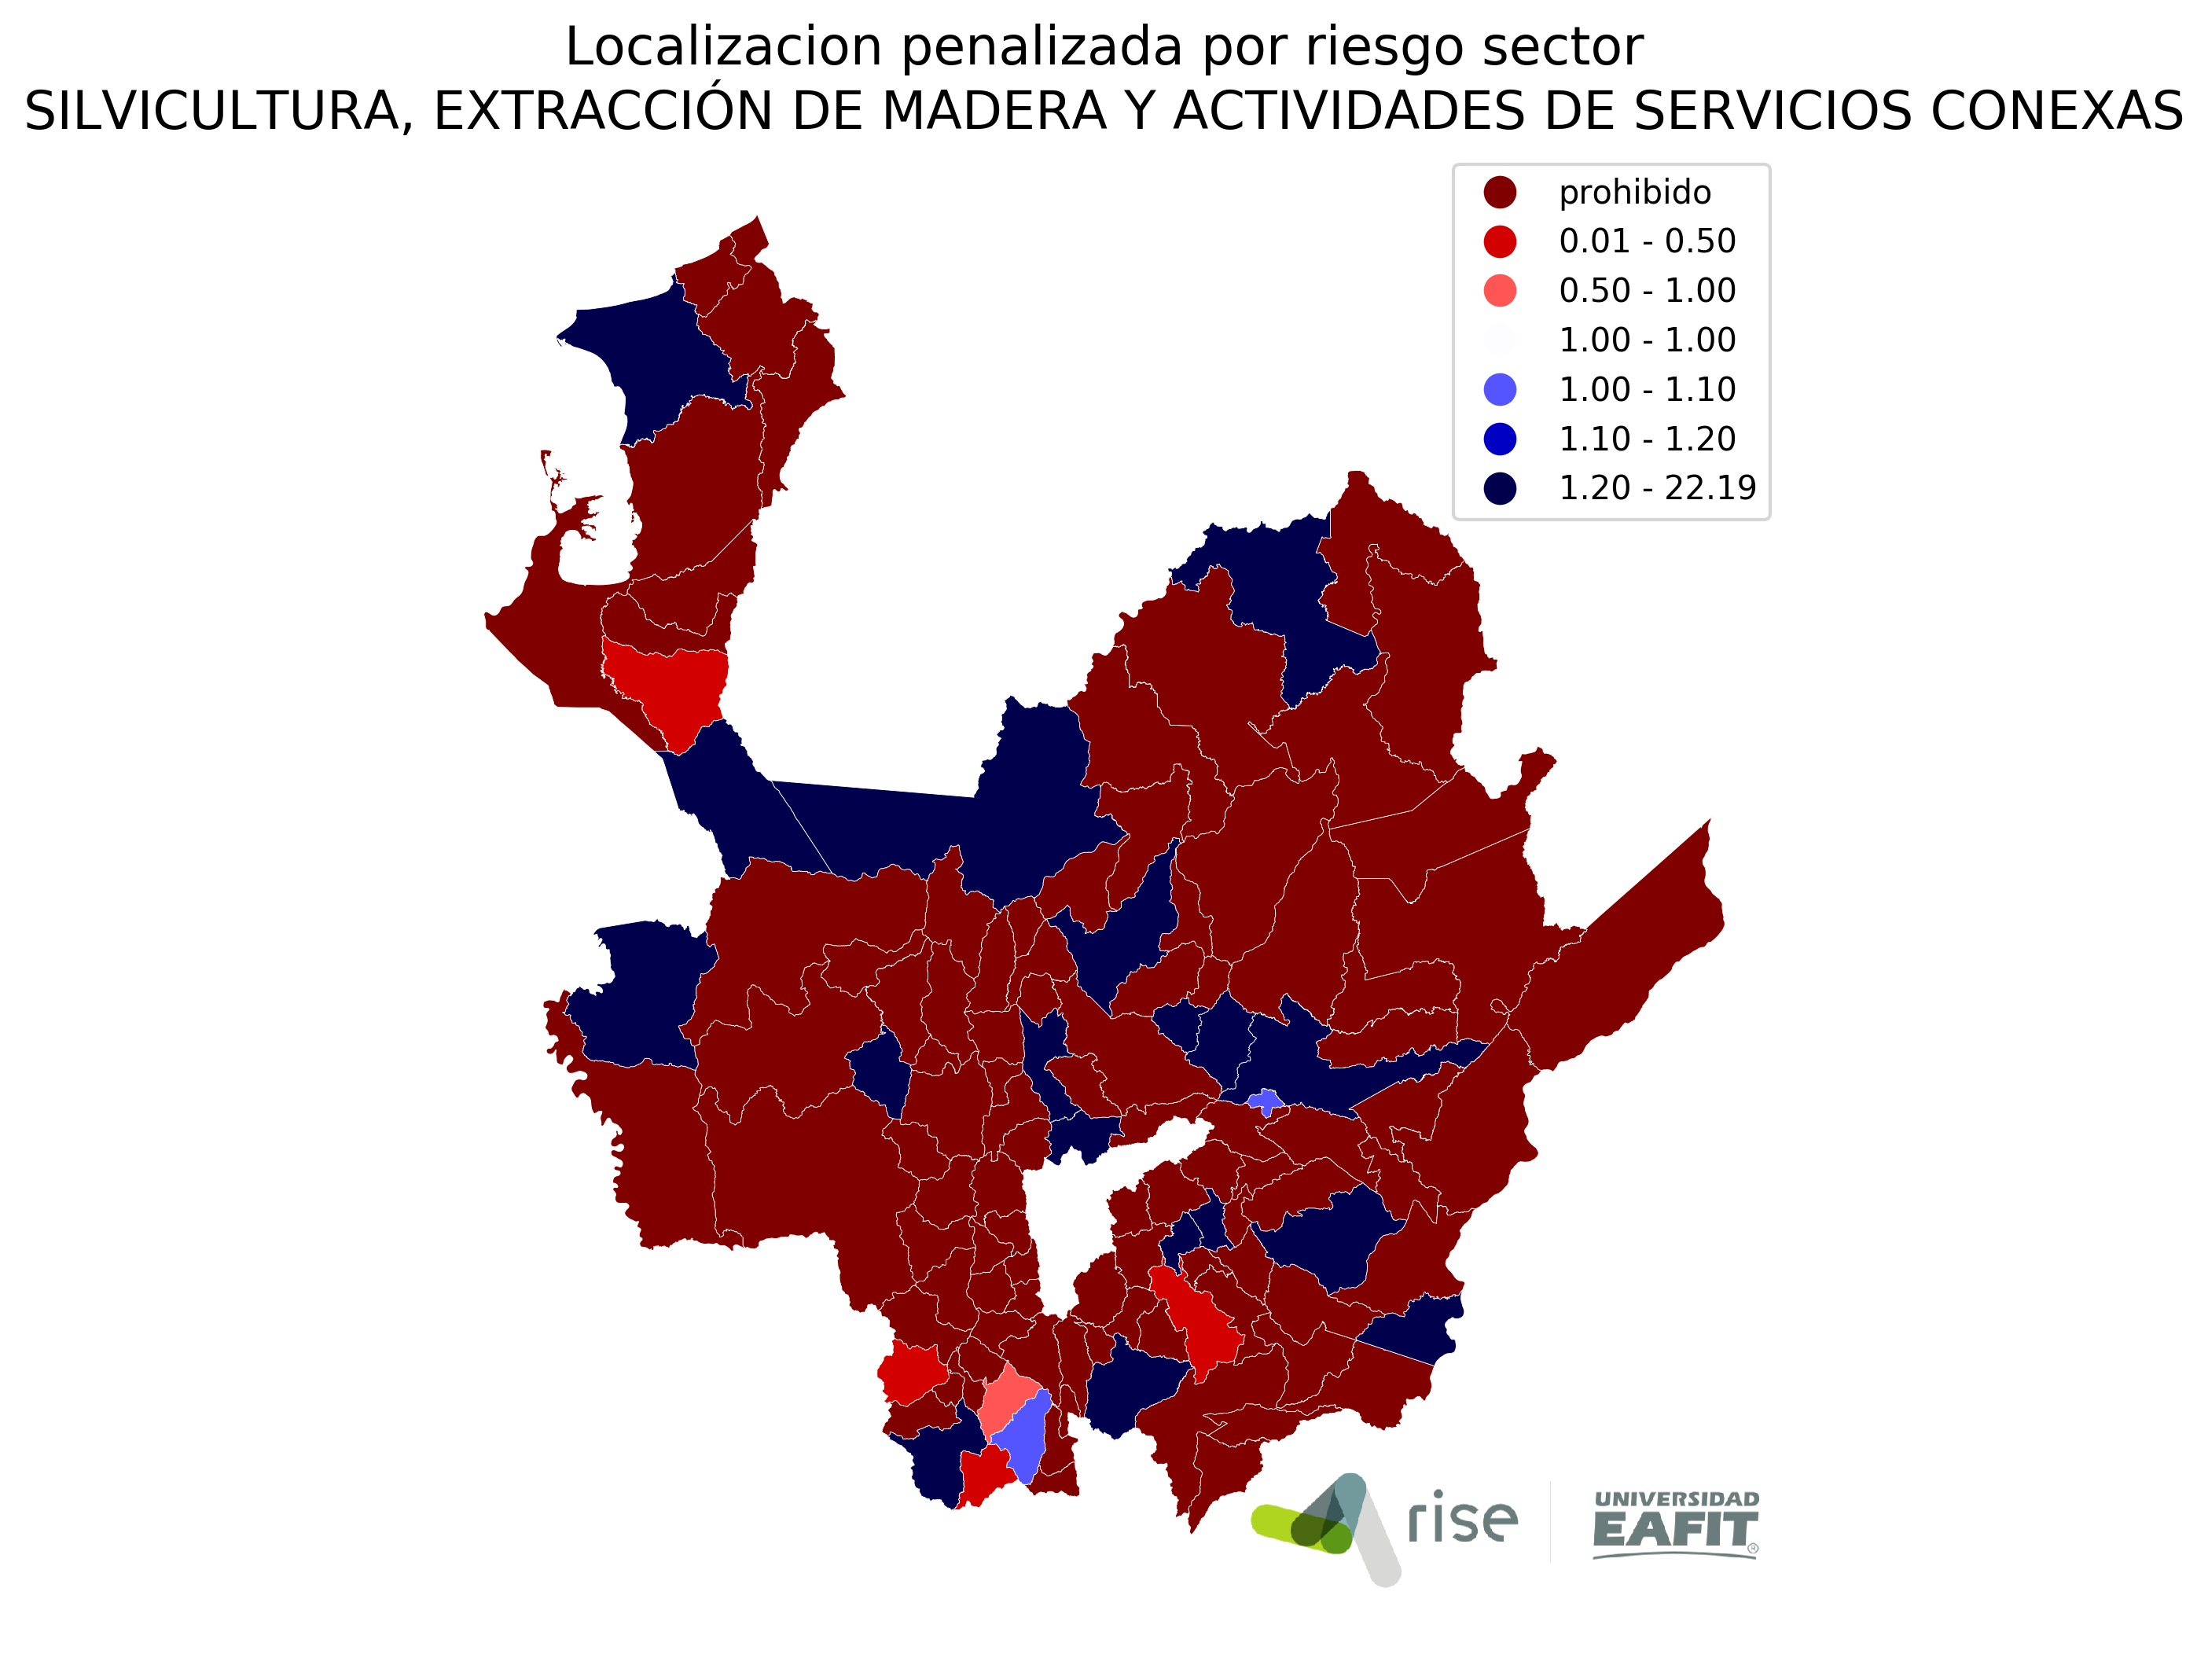 Localizacion penalizada por riesgo sector
SILVICULTURA, EXTRACCIÓN DE MADERA Y ACTIVIDADES DE SERVICIOS CONEXAS
prohibido
0.01 - 0.50
0.50 - 1.00
1.00 - 1.00
1.00 - 1.10
1.10 - 1.20
1.20 - 22.19
rise
UNIVERSIDAD
EAFIT®